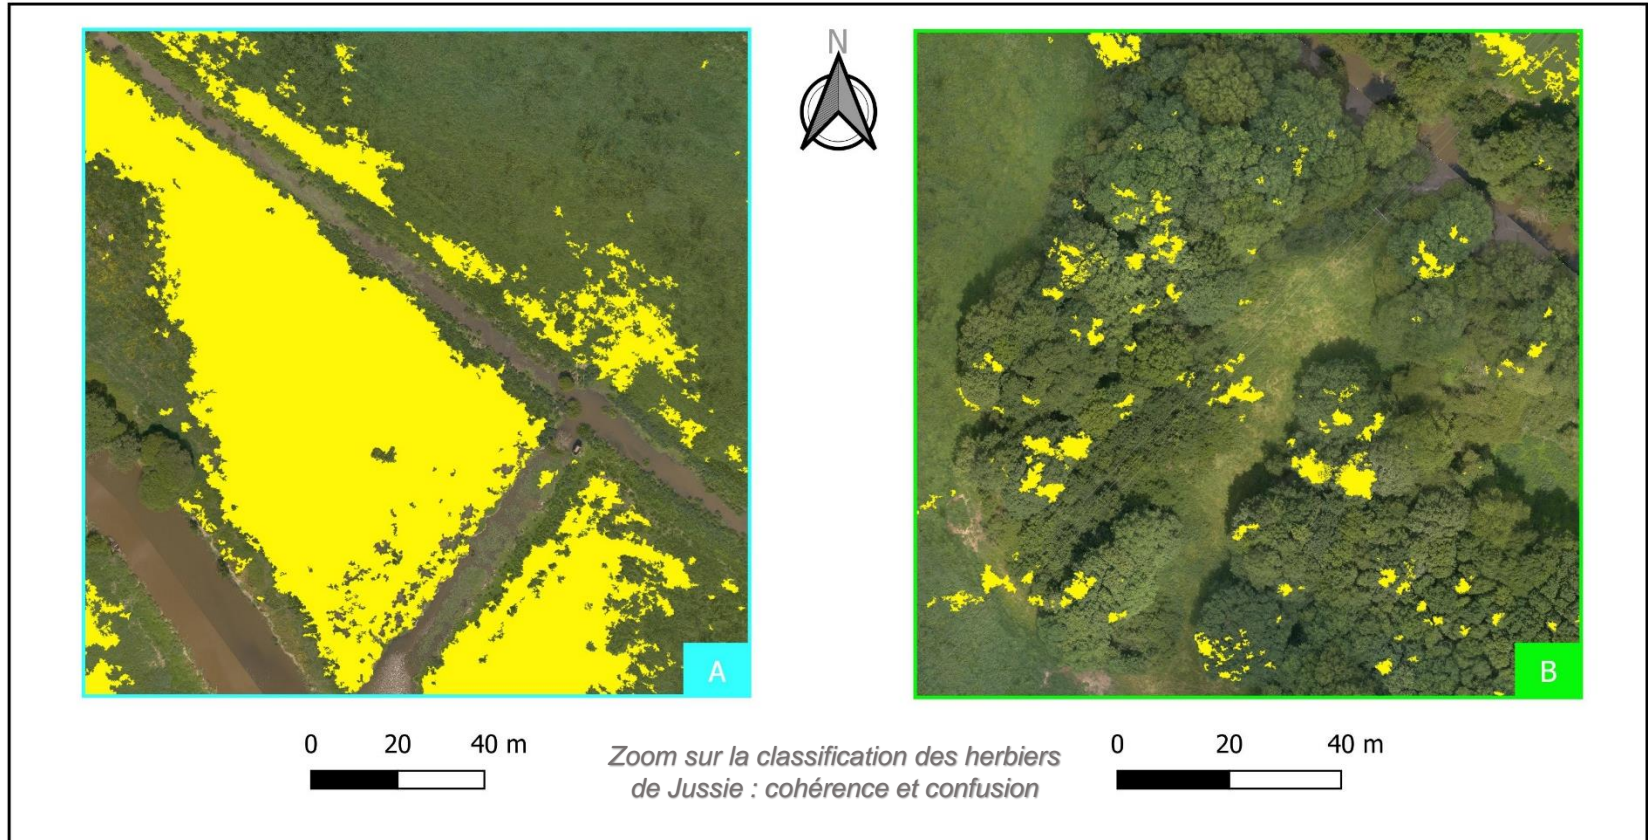 N
A
B
0 20 40 m
Zoom sur la classification des herbiers
de Jussie : cohérence et confusion
0 20 40 m